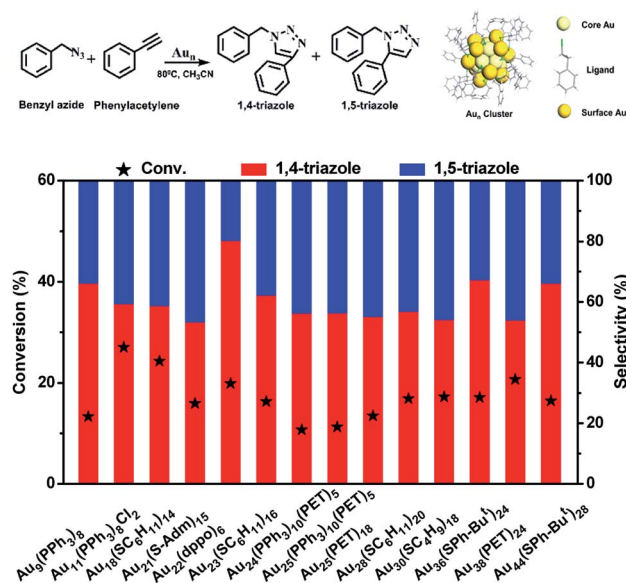 N₃
+
Auₙ
80ºC, CH₃CN
N
N
N
+
N
N
N
Benzyl azide
Phenylacetylene
1,4-triazole
1,5-triazole
Auₙ Cluster
Core Au
Ligand
Surface Au
★ Conv.
1,4-triazole
1,5-triazole
Conversion (%)
60
40
20
0
Selectivity (%)
100
80
60
40
20
0
Au₉(PPh₃)₈
Au₁₁(PPh₃)₈Cl₂
Au₁₈(SC₆H₁₁)₁₄
Au₂₁(S-Adm)₁₅
Au₂₂(dppo)₆
Au₂₃(SC₆H₁₁)₁₆
Au₂₄(PPh₃)₁₀(PET)₅
Au₂₅(PPh₃)₁₀(PET)₅
Au₂₅(PET)₁₈
Au₂₈(SC₆H₁₁)₂₀
Au₃₀(SC₄H₉)₁₈
Au₃₆(SPh-Buᵗ)₂₄
Au₃₈(PET)₂₄
Au₄₄(SPh-Buᵗ)₂₈